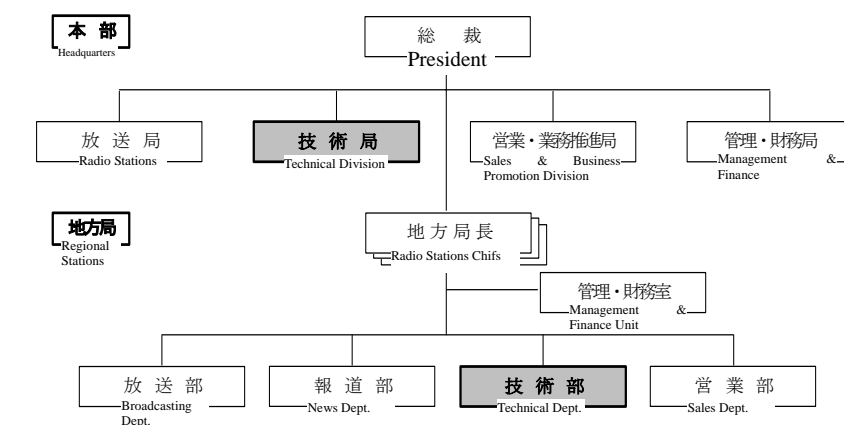 本 部
Headquarters
総 裁
President
放 送 局
Radio Stations
技 術 局
Technical Division
営業・業務推進局
Sales & Business
Promotion Division
管理・財務局
Management &
Finance
地方局
Regional
Stations
地 方 局 長
Radio Stations Chifs
管理・財務室
Management &
Finance Unit
放 送 部
Broadcasting
Dept.
報 道 部
News Dept.
技 術 部
Technical Dept.
営 業 部
Sales Dept.